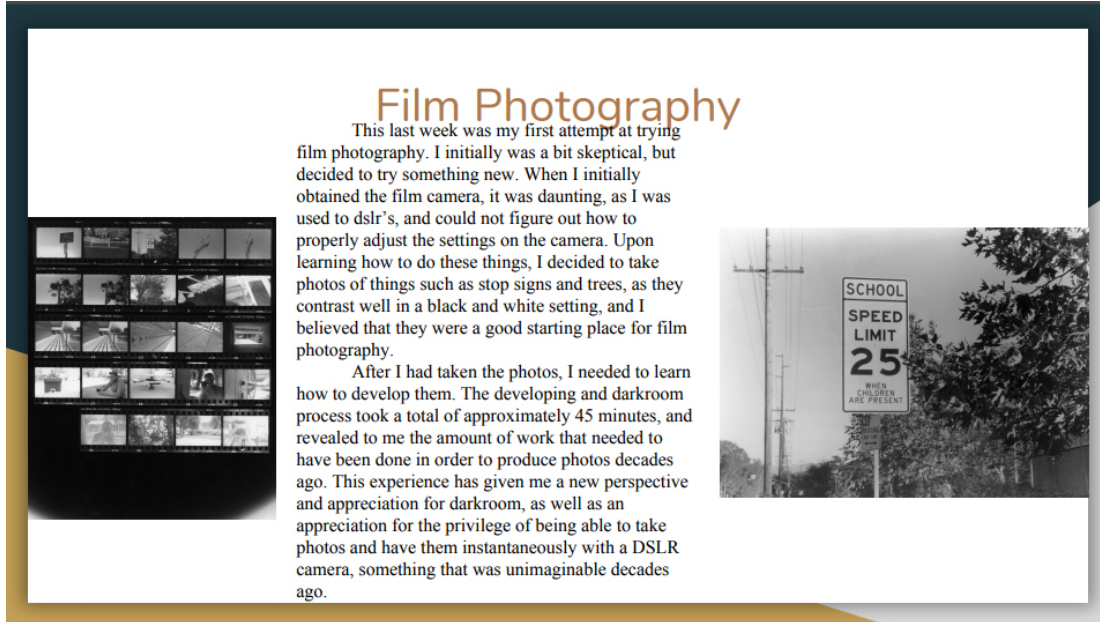 Film Photography
This last week was my first attempt at trying
film photography. I initially was a bit skeptical, but
decided to try something new. When I initially
obtained the film camera, it was daunting, as I was
used to dslr’s, and could not figure out how to
properly adjust the settings on the camera. Upon
learning how to do these things, I decided to take
photos of things such as stop signs and trees, as they
contrast well in a black and white setting, and I
believed that they were a good starting place for film
photography.
After I had taken the photos, I needed to learn
how to develop them. The developing and darkroom
process took a total of approximately 45 minutes, and
revealed to me the amount of work that needed to
have been done in order to produce photos decades
ago. This experience has given me a new perspective
and appreciation for darkroom, as well as an
appreciation for the privilege of being able to take
photos and have them instantaneously with a DSLR
camera, something that was unimaginable decades
ago.
SCHOOL
SPEED
LIMIT
25
WHEN
CHILDREN
ARE PRESENT